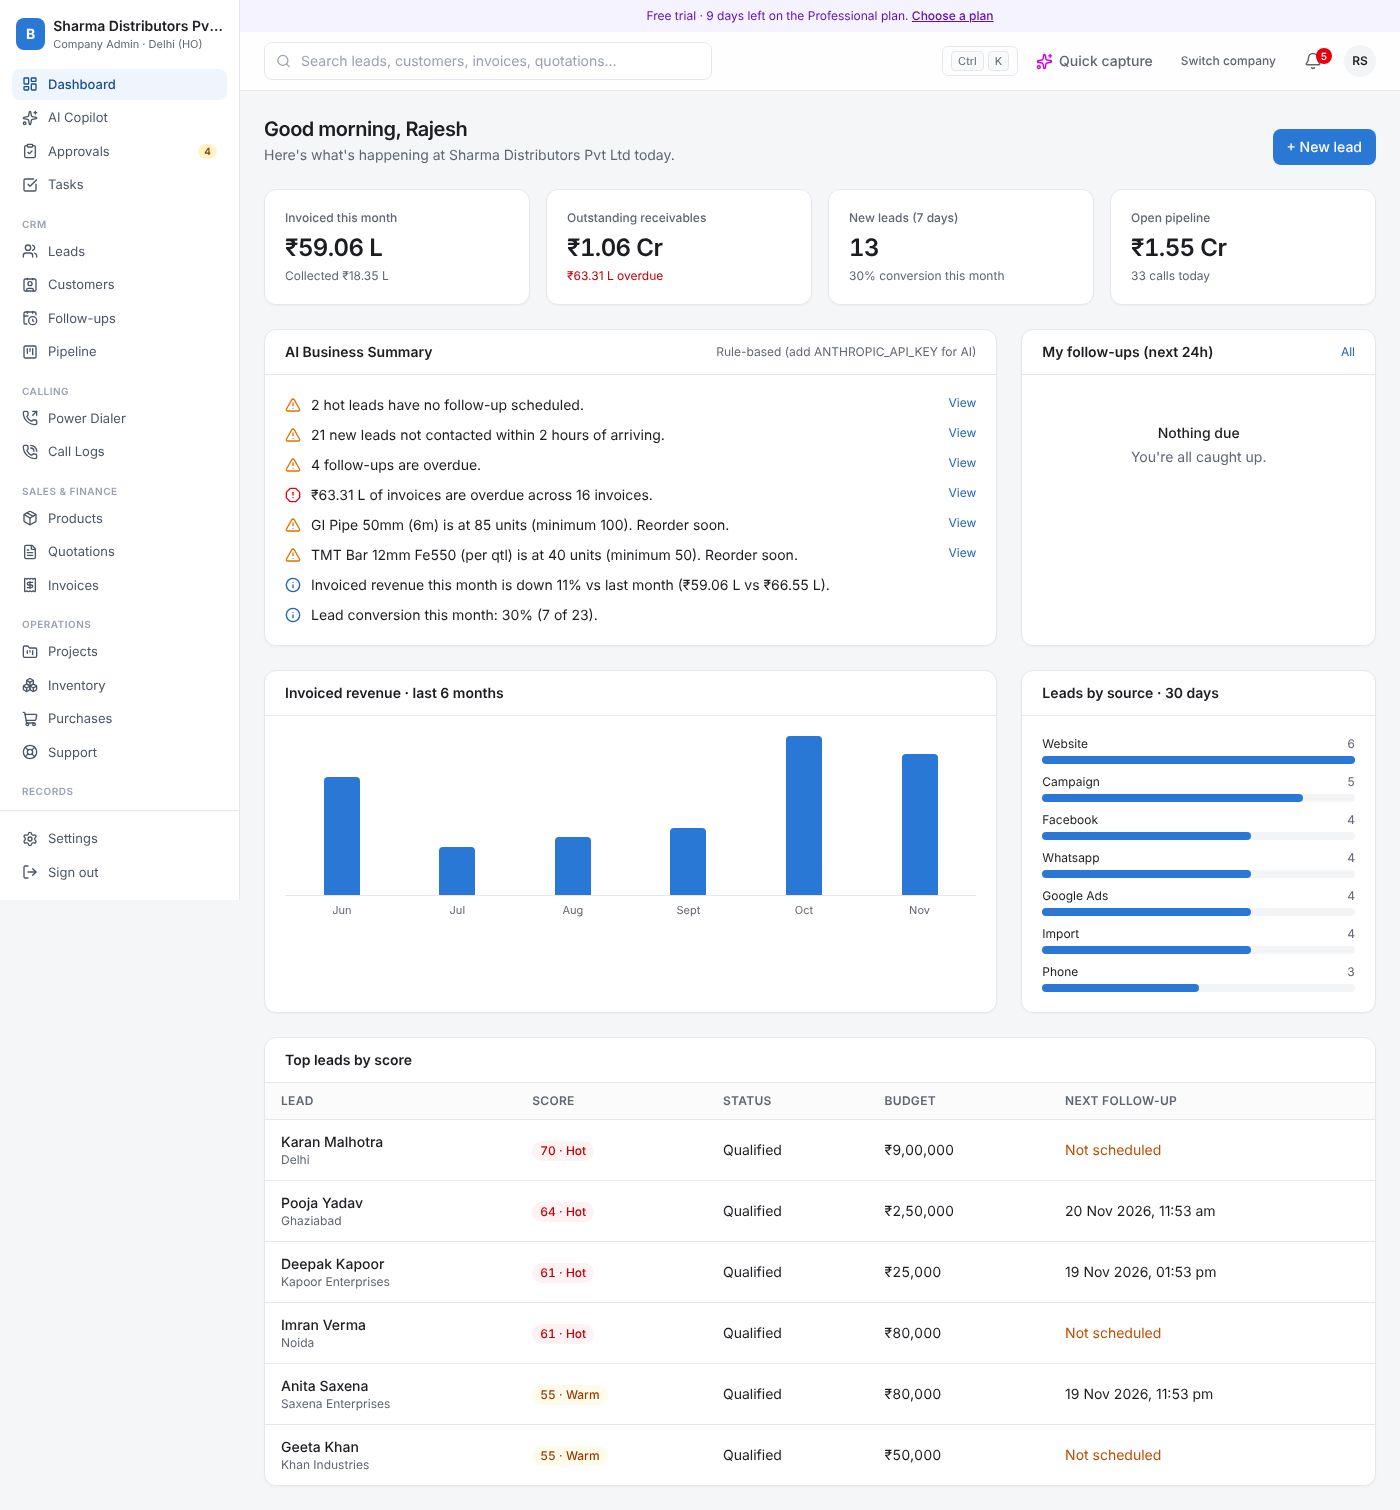 B
Sharma Distributors Pv...
Company Admin · Delhi (HO)
Dashboard
AI Copilot
Approvals 4
Tasks
CRM
Leads
Customers
Follow-ups
Pipeline
CALLING
Power Dialer
Call Logs
SALES & FINANCE
Products
Quotations
Invoices
OPERATIONS
Projects
Inventory
Purchases
Support
RECORDS
Settings
Sign out
Free trial · 9 days left on the Professional plan. Choose a plan
Search leads, customers, invoices, quotations... Ctrl K Quick capture Switch company 5 RS
Good morning, Rajesh
Here's what's happening at Sharma Distributors Pvt Ltd today.
+ New lead
Invoiced this month
₹59.06 L
Collected ₹18.35 L
Outstanding receivables
₹1.06 Cr
₹63.31 L overdue
New leads (7 days)
13
30% conversion this month
Open pipeline
₹1.55 Cr
33 calls today
AI Business Summary Rule-based (add ANTHROPIC_API_KEY for AI)
2 hot leads have no follow-up scheduled. View
21 new leads not contacted within 2 hours of arriving. View
4 follow-ups are overdue. View
₹63.31 L of invoices are overdue across 16 invoices. View
GI Pipe 50mm (6m) is at 85 units (minimum 100). Reorder soon. View
TMT Bar 12mm Fe550 (per qtl) is at 40 units (minimum 50). Reorder soon. View
Invoiced revenue this month is down 11% vs last month (₹59.06 L vs ₹66.55 L).
Lead conversion this month: 30% (7 of 23).
My follow-ups (next 24h) All
Nothing due
You're all caught up.
Invoiced revenue · last 6 months
Jun Jul Aug Sept Oct Nov
Leads by source · 30 days
Website 6
Campaign 5
Facebook 4
Whatsapp 4
Google Ads 4
Import 4
Phone 3
Top leads by score
LEAD SCORE STATUS BUDGET NEXT FOLLOW-UP
Karan Malhotra
Delhi
70 · Hot Qualified ₹9,00,000 Not scheduled
Pooja Yadav
Ghaziabad
64 · Hot Qualified ₹2,50,000 20 Nov 2026, 11:53 am
Deepak Kapoor
Kapoor Enterprises
61 · Hot Qualified ₹25,000 19 Nov 2026, 01:53 pm
Imran Verma
Noida
61 · Hot Qualified ₹80,000 Not scheduled
Anita Saxena
Saxena Enterprises
55 · Warm Qualified ₹80,000 19 Nov 2026, 11:53 pm
Geeta Khan
Khan Industries
55 · Warm Qualified ₹50,000 Not scheduled